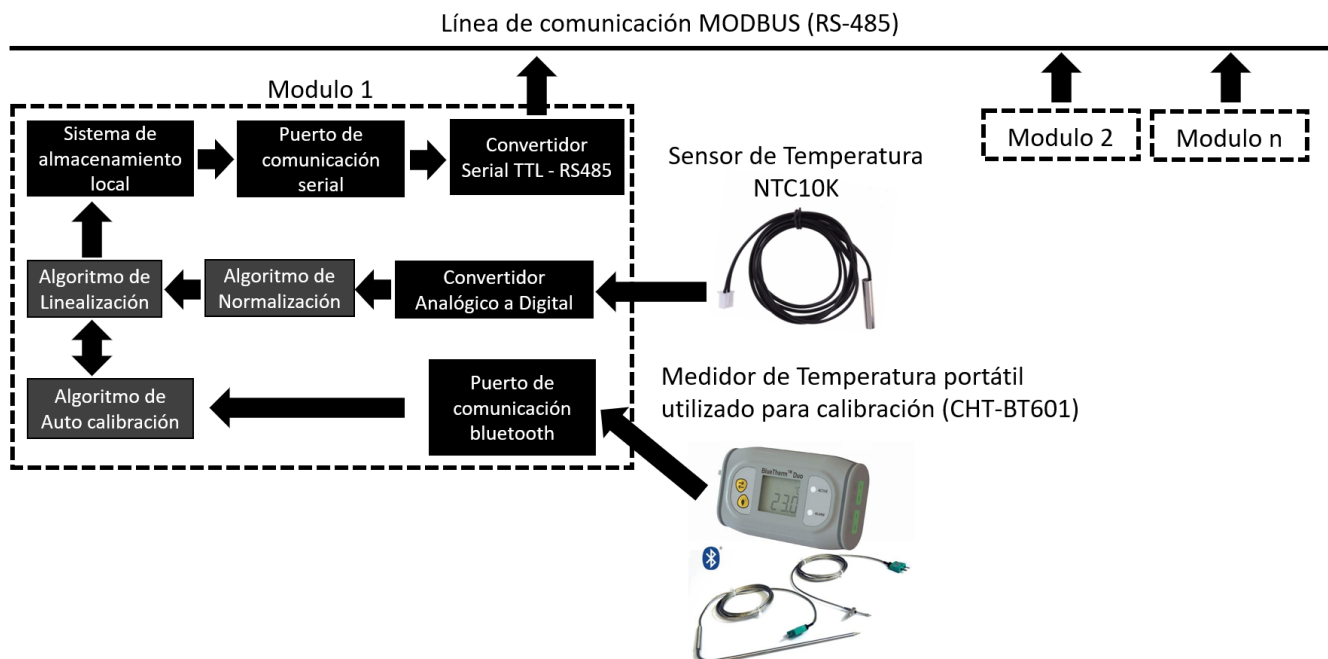 Línea de comunicación MODBUS (RS-485)
Modulo 1
Sistema de
almacenamiento
local
Puerto de
comunicación
serial
Convertidor
Serial TTL - RS485
Modulo 2
Modulo n
Sensor de Temperatura
NTC10K
Algoritmo de
Linealización
Algoritmo de
Normalización
Convertidor
Analógico a Digital
Algoritmo de
Auto calibración
Puerto de
comunicación
bluetooth
Medidor de Temperatura portátil
utilizado para calibración (CHT-BT601)
BlueTherm™ Duo
23.0